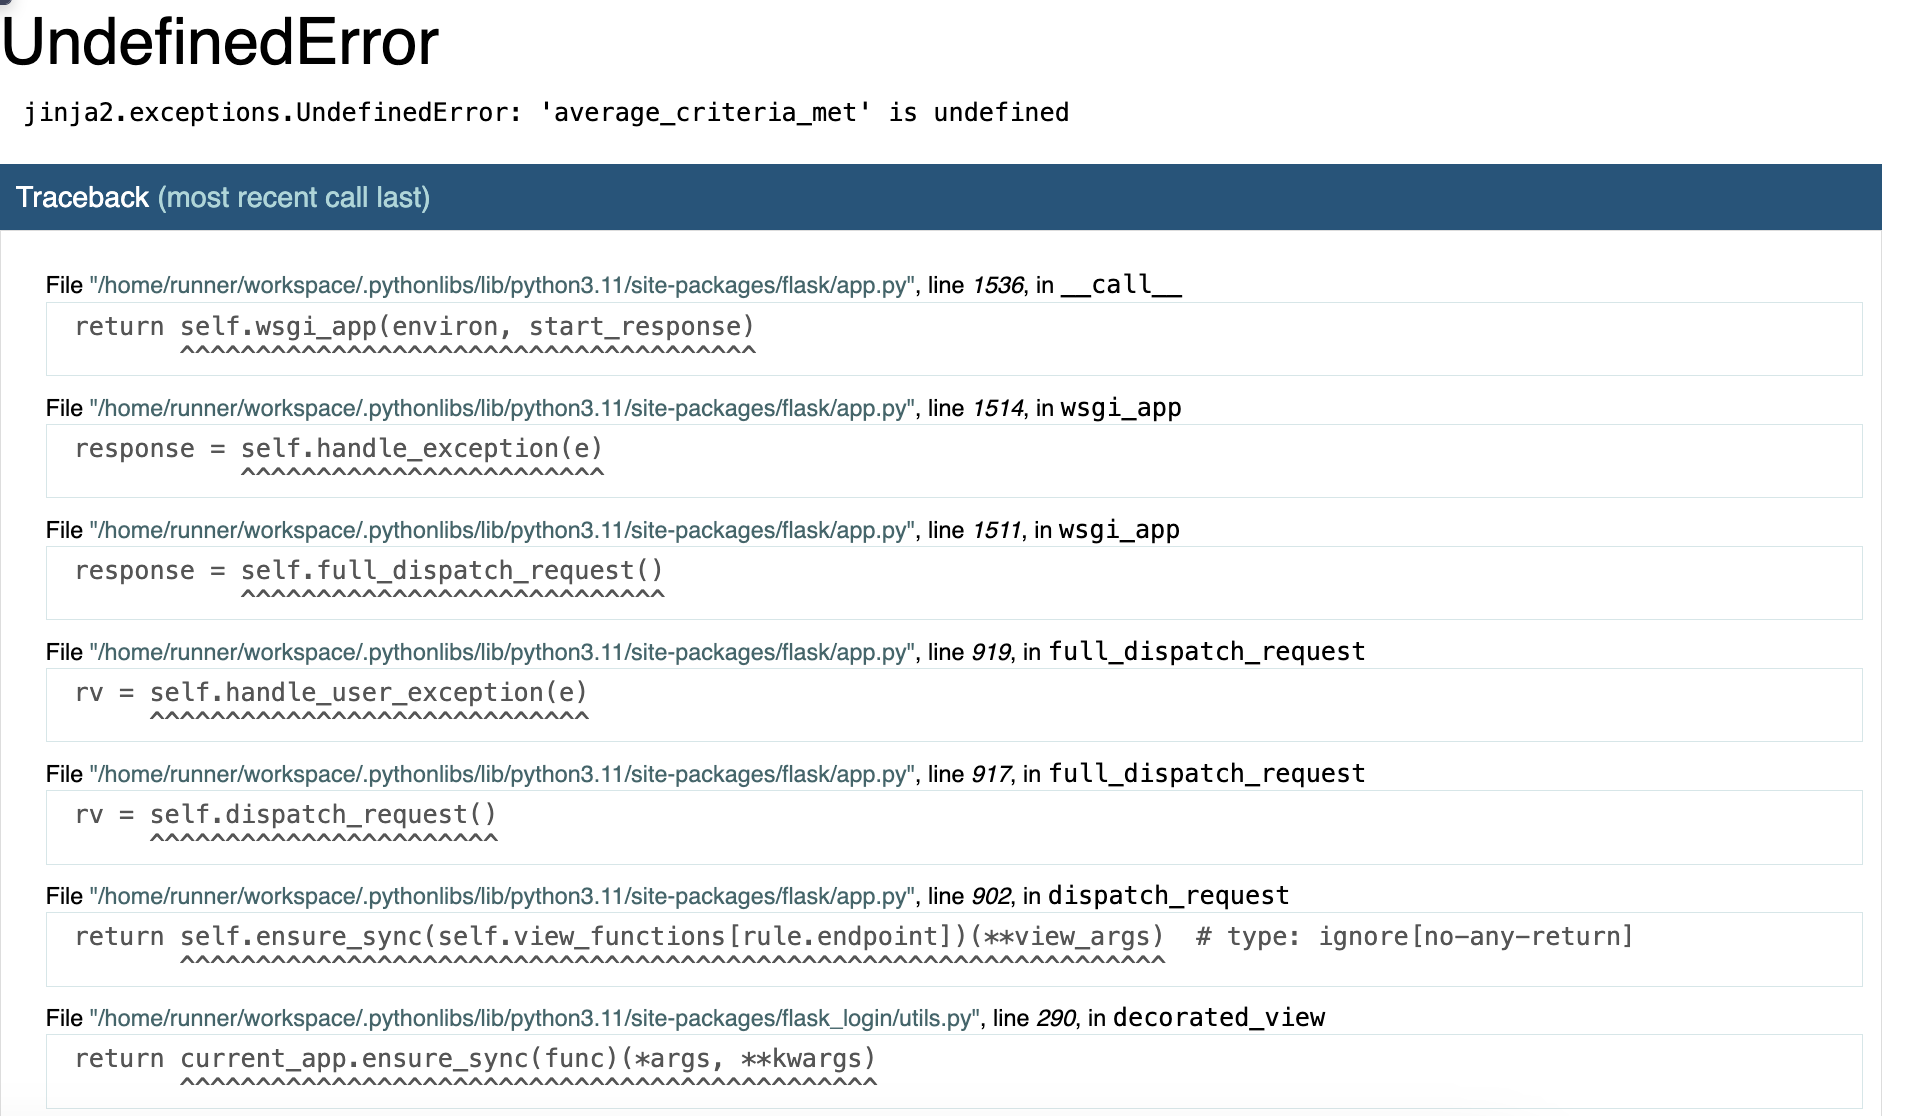 UndefinedError
jinja2.exceptions.UndefinedError: 'average_criteria_met' is undefined
Traceback (most recent call last)
File "/home/runner/workspace/.pythonlibs/lib/python3.11/site-packages/flask/app.py", line 1536, in __call__
return self.wsgi_app(environ, start_response)
^^^^^^^^^^^^^^^^^^^^^^^^^^^^^^^^^^^^^^
File "/home/runner/workspace/.pythonlibs/lib/python3.11/site-packages/flask/app.py", line 1514, in wsgi_app
response = self.handle_exception(e)
^^^^^^^^^^^^^^^^^^^^^^^^
File "/home/runner/workspace/.pythonlibs/lib/python3.11/site-packages/flask/app.py", line 1511, in wsgi_app
response = self.full_dispatch_request()
^^^^^^^^^^^^^^^^^^^^^^^^^^^^
File "/home/runner/workspace/.pythonlibs/lib/python3.11/site-packages/flask/app.py", line 919, in full_dispatch_request
rv = self.handle_user_exception(e)
^^^^^^^^^^^^^^^^^^^^^^^^^^^^^
File "/home/runner/workspace/.pythonlibs/lib/python3.11/site-packages/flask/app.py", line 917, in full_dispatch_request
rv = self.dispatch_request()
^^^^^^^^^^^^^^^^^^^^^^^
File "/home/runner/workspace/.pythonlibs/lib/python3.11/site-packages/flask/app.py", line 902, in dispatch_request
return self.ensure_sync(self.view_functions[rule.endpoint])(**view_args)  # type: ignore[no-any-return]
^^^^^^^^^^^^^^^^^^^^^^^^^^^^^^^^^^^^^^^^^^^^^^^^^^^^^^^^^^^^^^^^^
File "/home/runner/workspace/.pythonlibs/lib/python3.11/site-packages/flask_login/utils.py", line 290, in decorated_view
return current_app.ensure_sync(func)(*args, **kwargs)
^^^^^^^^^^^^^^^^^^^^^^^^^^^^^^^^^^^^^^^^^^^^^^